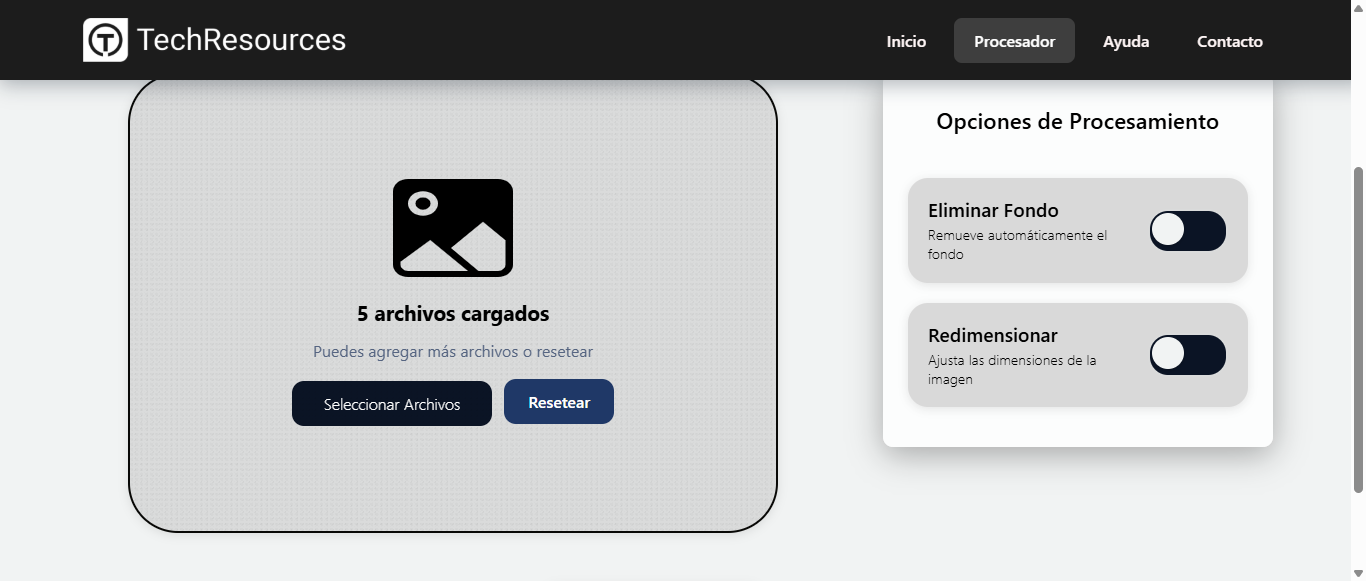 TechResources
Inicio
Procesador
Ayuda
Contacto
5 archivos cargados
Puedes agregar más archivos o resetear
Seleccionar Archivos
Resetear
Opciones de Procesamiento
Eliminar Fondo
Remueve automáticamente el
fondo
Redimensionar
Ajusta las dimensiones de la
imagen